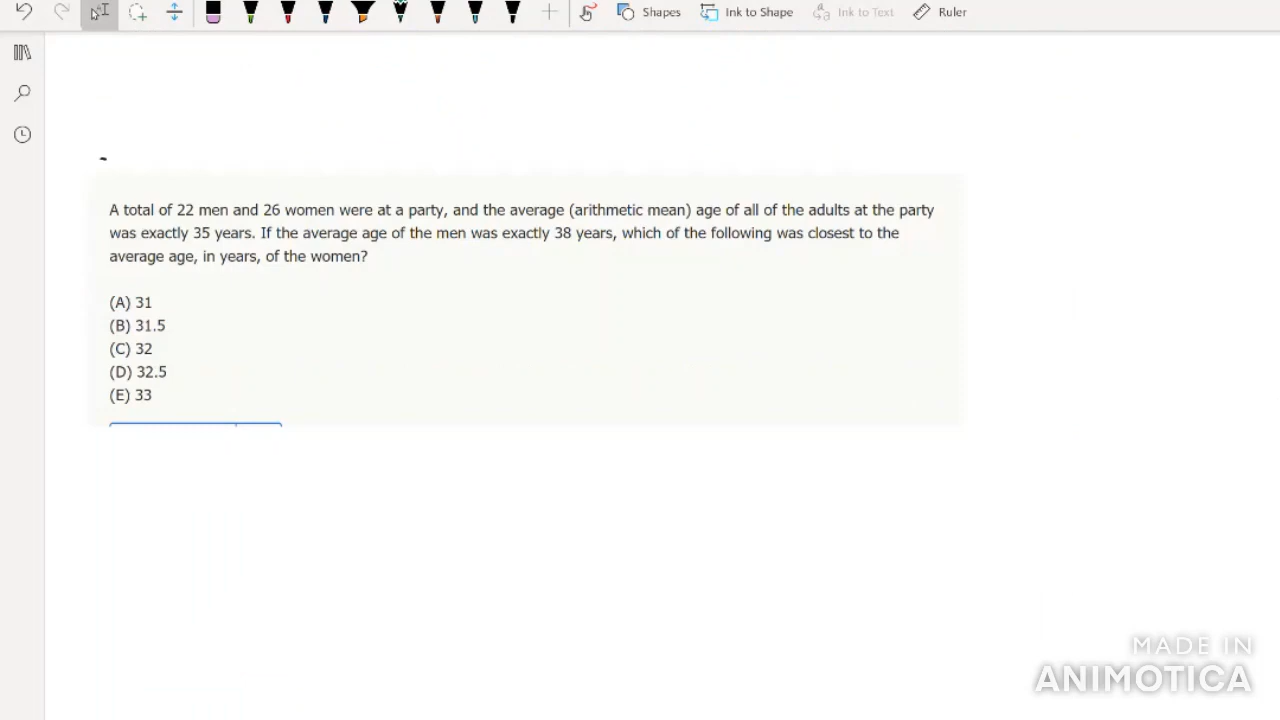 Shapes Ink to Shape Ink to Text Ruler
A total of 22 men and 26 women were at a party, and the average (arithmetic mean) age of all of the adults at the party
was exactly 35 years. If the average age of the men was exactly 38 years, which of the following was closest to the
average age, in years, of the women?
(A) 31
(B) 31.5
(C) 32
(D) 32.5
(E) 33
MADE IN
ANIMOTICA